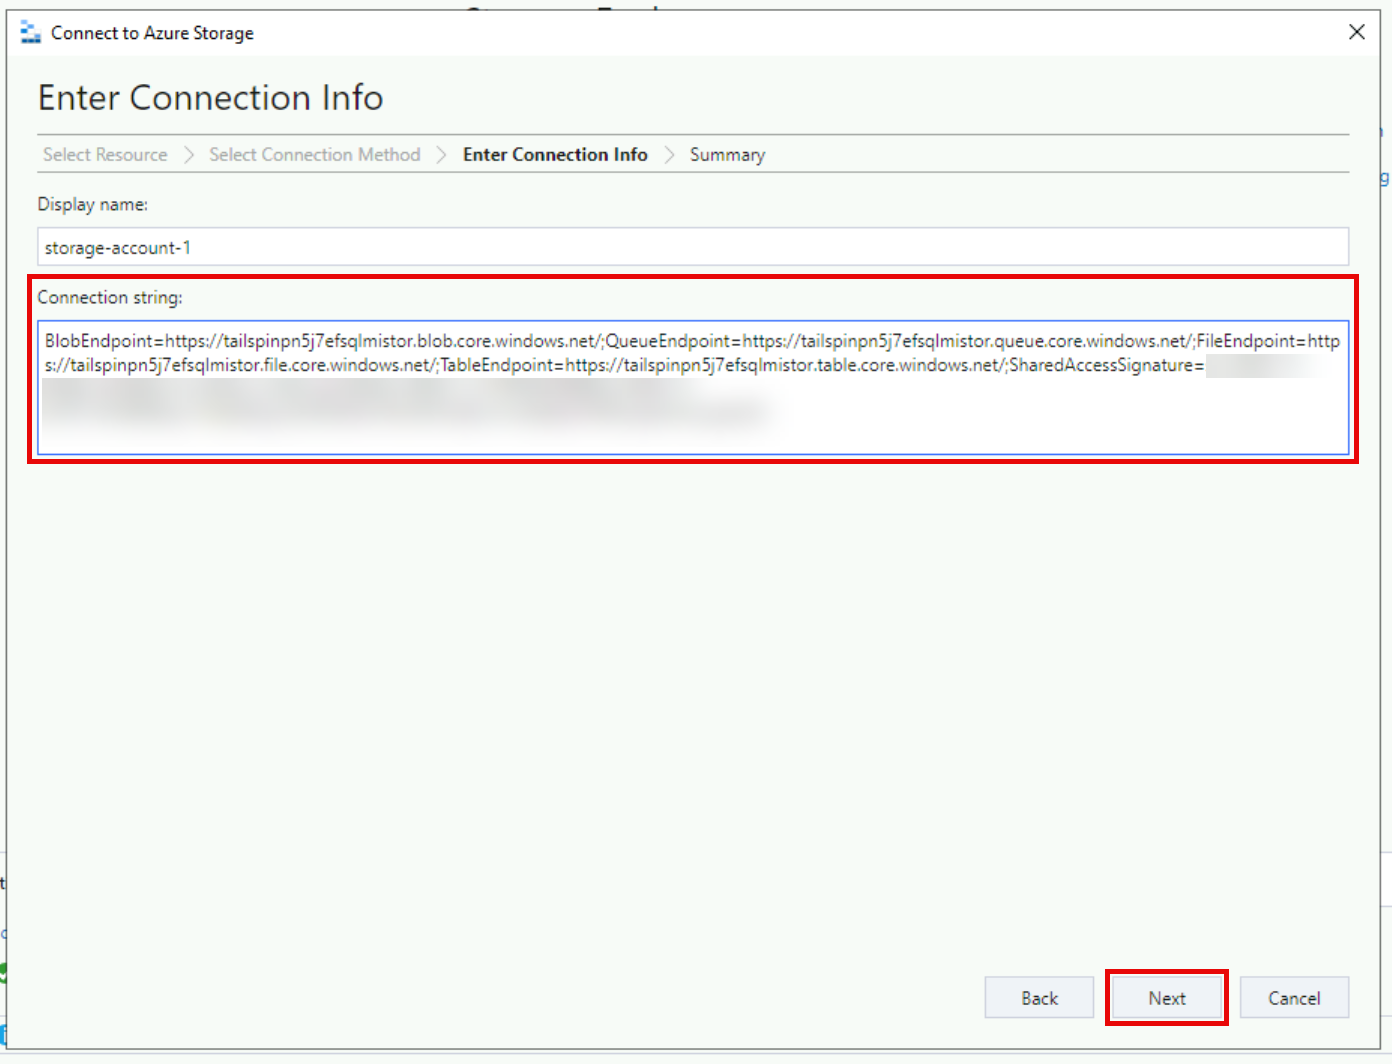 Connect to Azure Storage
Enter Connection Info
Select Resource > Select Connection Method > Enter Connection Info > Summary
Display name:
storage-account-1
Connection string:
BlobEndpoint=https://tailspinpn5j7efsqlmistor.blob.core.windows.net/;QueueEndpoint=https://tailspinpn5j7efsqlmistor.queue.core.windows.net/;FileEndpoint=http
s://tailspinpn5j7efsqlmistor.file.core.windows.net/;TableEndpoint=https://tailspinpn5j7efsqlmistor.table.core.windows.net/;SharedAccessSignature=
Back Next Cancel